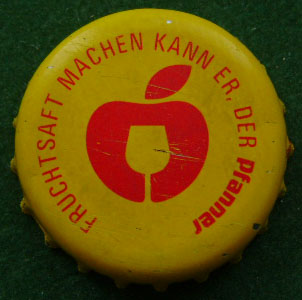 FRUCHTSAFT MACHEN KANN ER, DER Pfanner